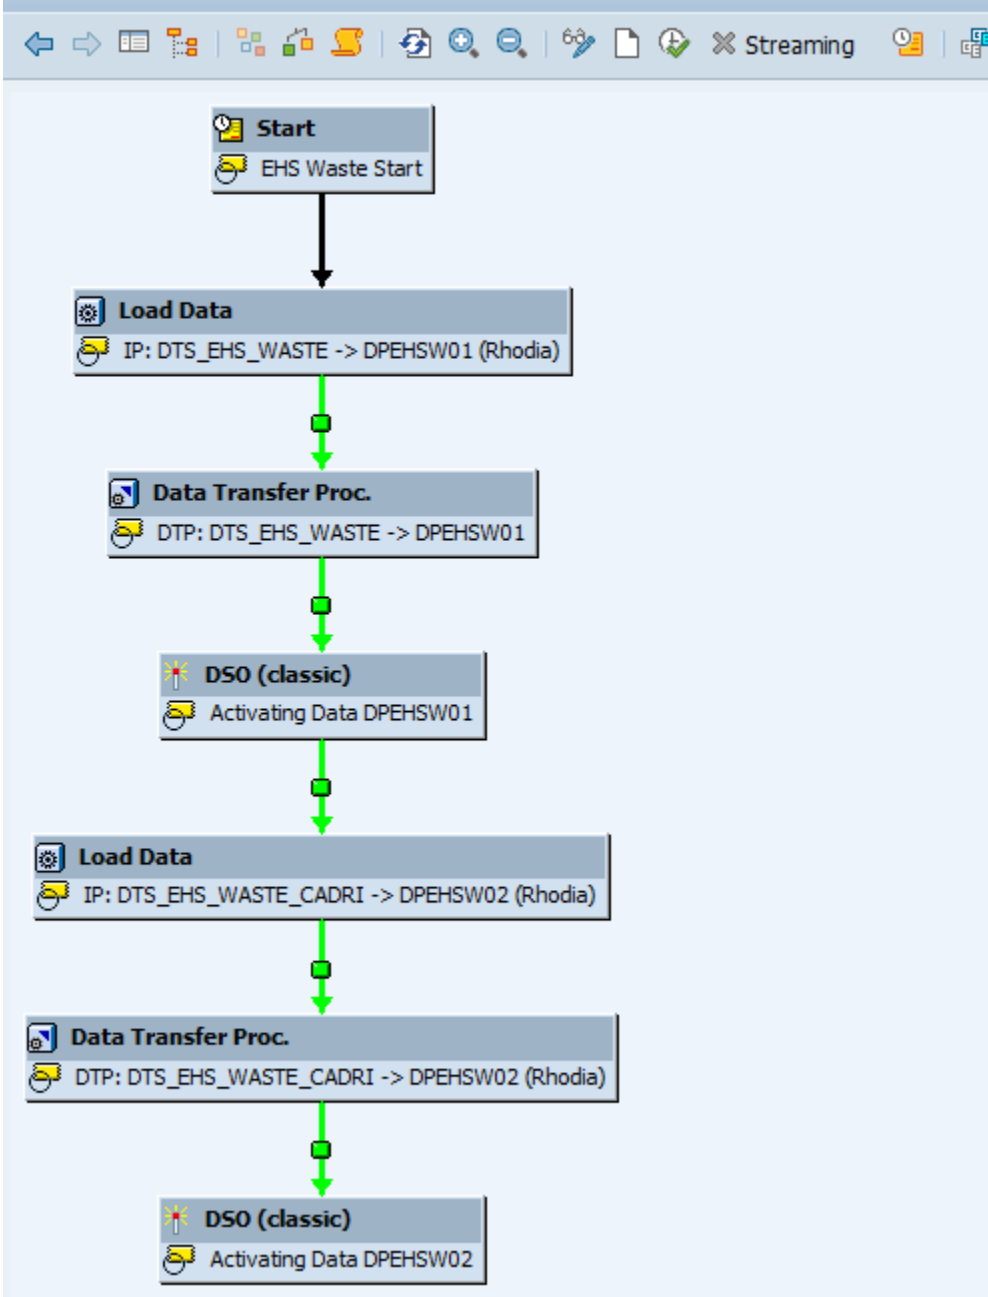 Streaming
Start
EHS Waste Start
Load Data
IP: DTS_EHS_WASTE -> DPEHSW01 (Rhodia)
Data Transfer Proc.
DTP: DTS_EHS_WASTE -> DPEHSW01
DSO (classic)
Activating Data DPEHSW01
Load Data
IP: DTS_EHS_WASTE_CADRI -> DPEHSW02 (Rhodia)
Data Transfer Proc.
DTP: DTS_EHS_WASTE_CADRI -> DPEHSW02 (Rhodia)
DSO (classic)
Activating Data DPEHSW02